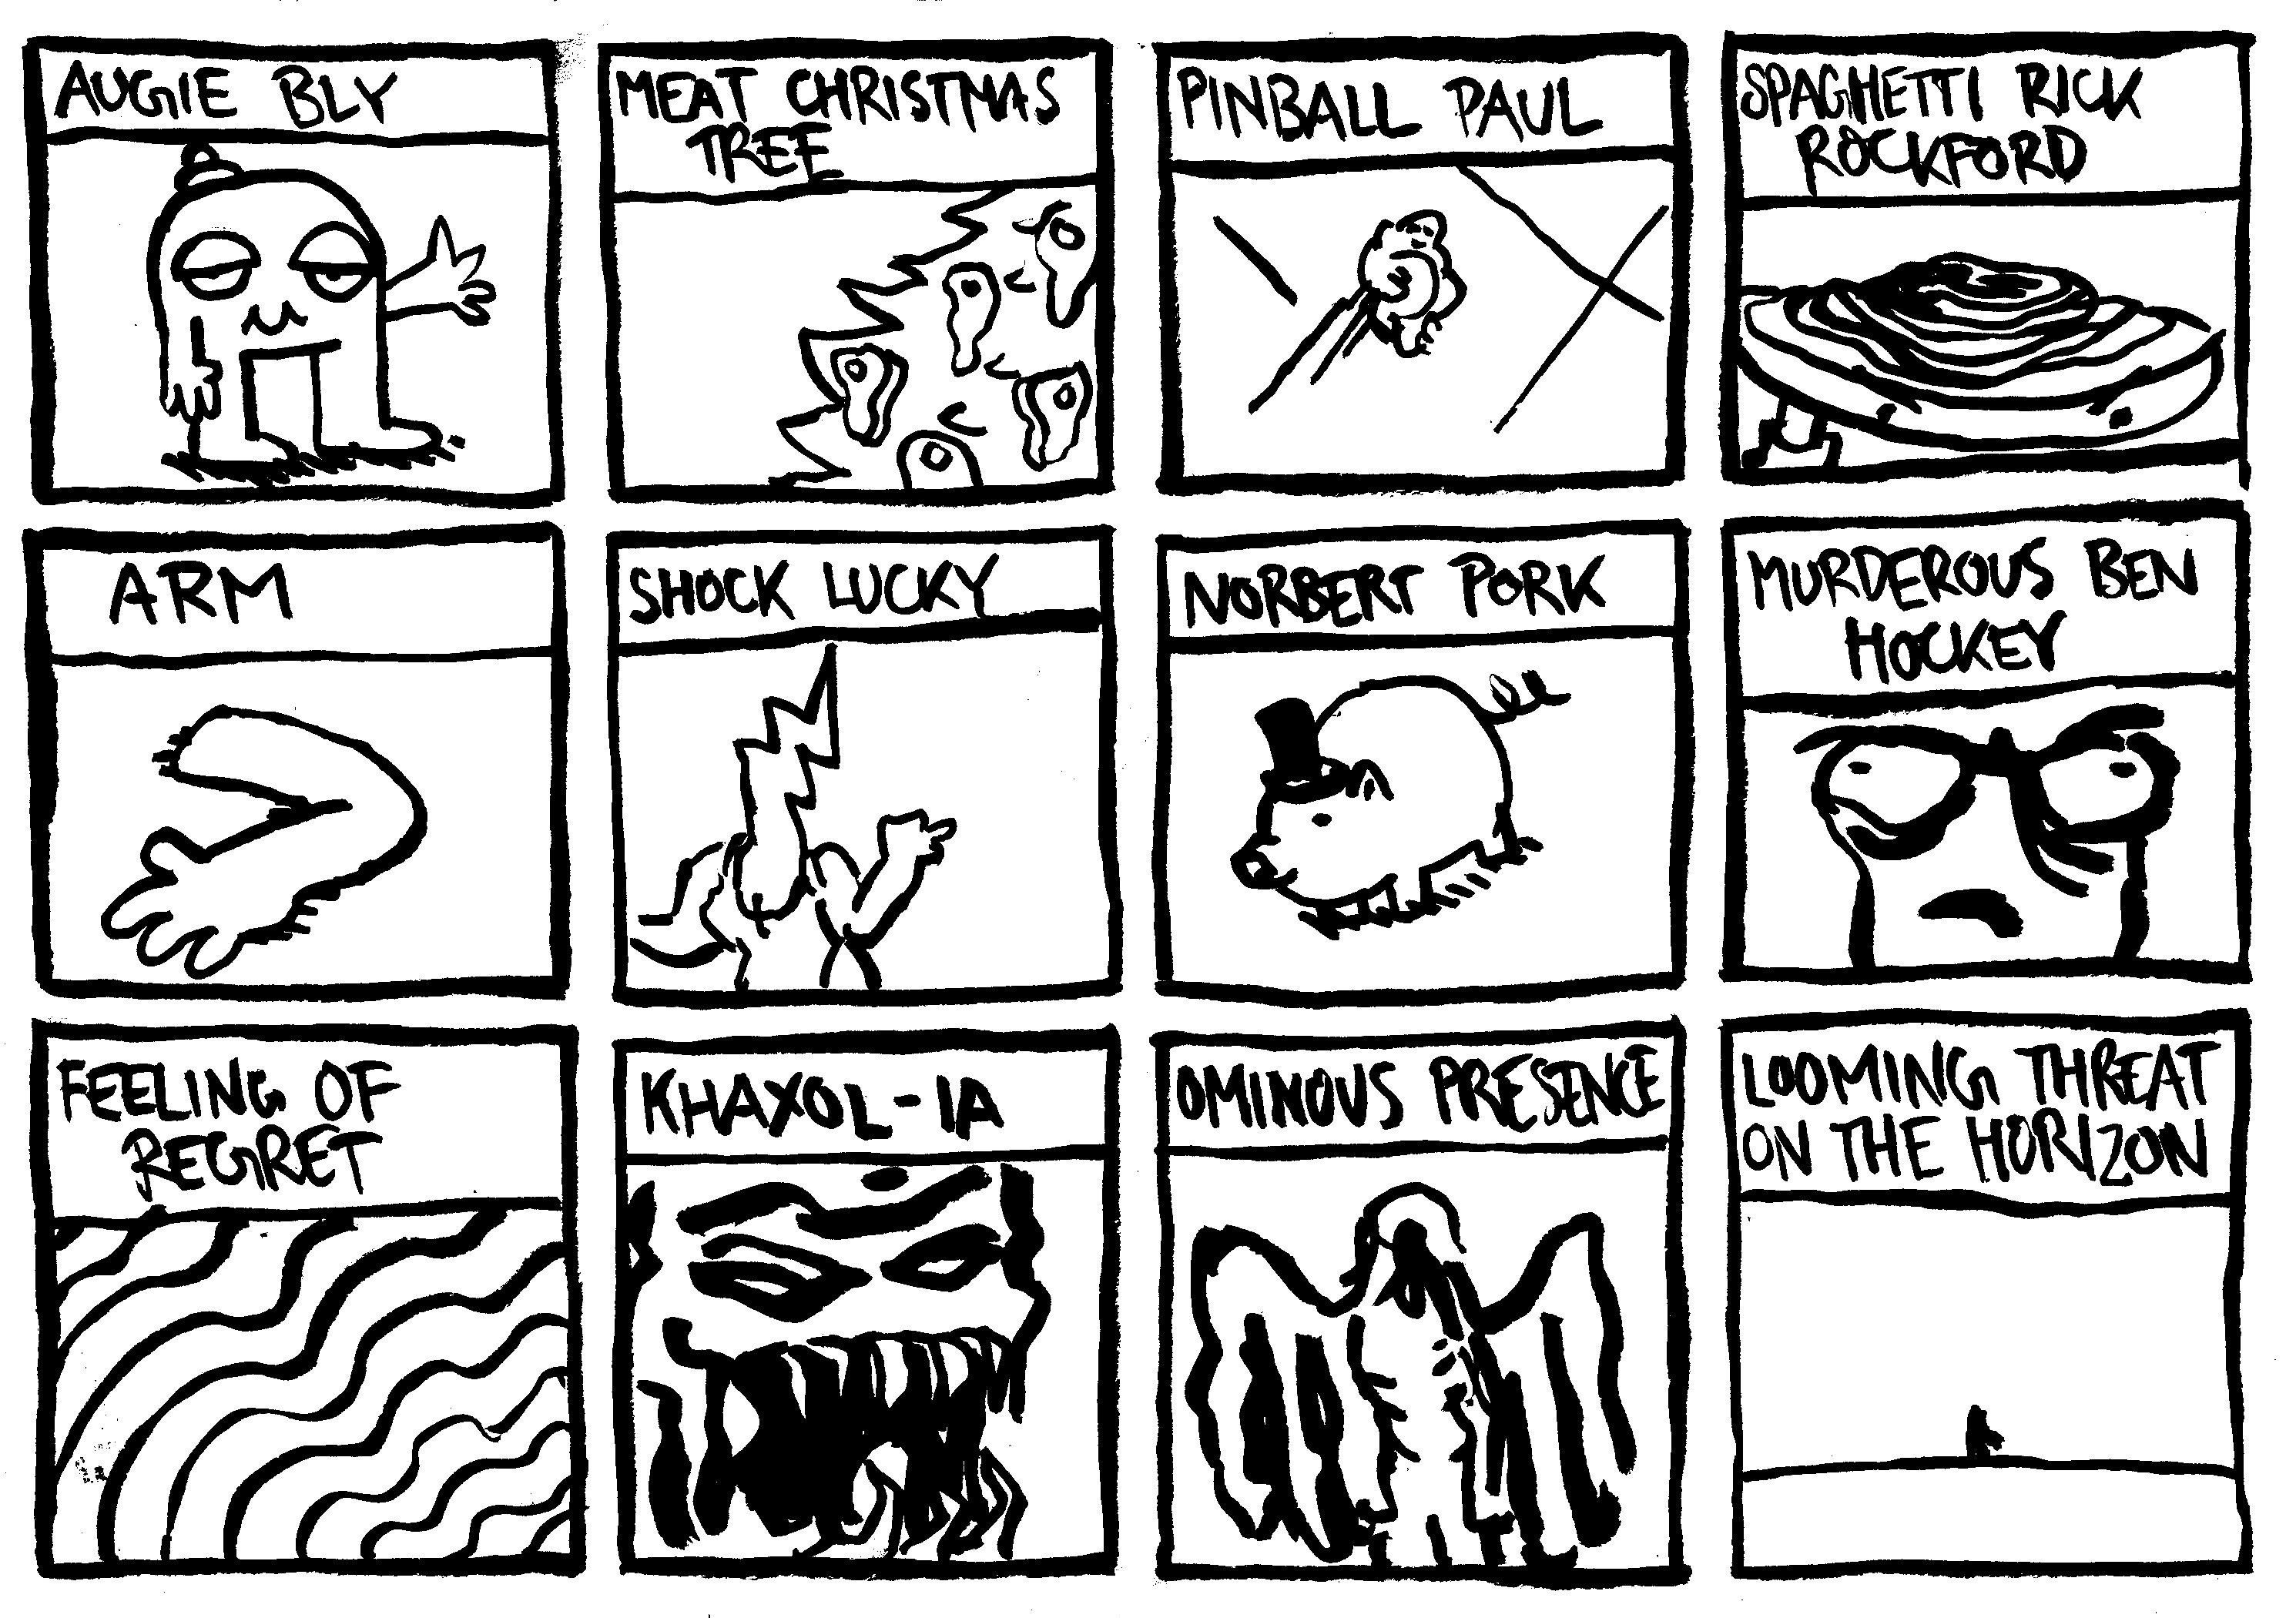 AUGIE BLY
MEAT CHRISTMAS
TREE
PINBALL PAUL
SPAGHETTI RICK
ROCKFORD
ARM
SHOCK LUCKY
NORBERT PORK
MURDEROUS BEN
HOCKEY
FEELING OF
REGRET
KHAXOL-IA
OMINOUS PRESENCE
LOOMING THREAT
ON THE HORIZON